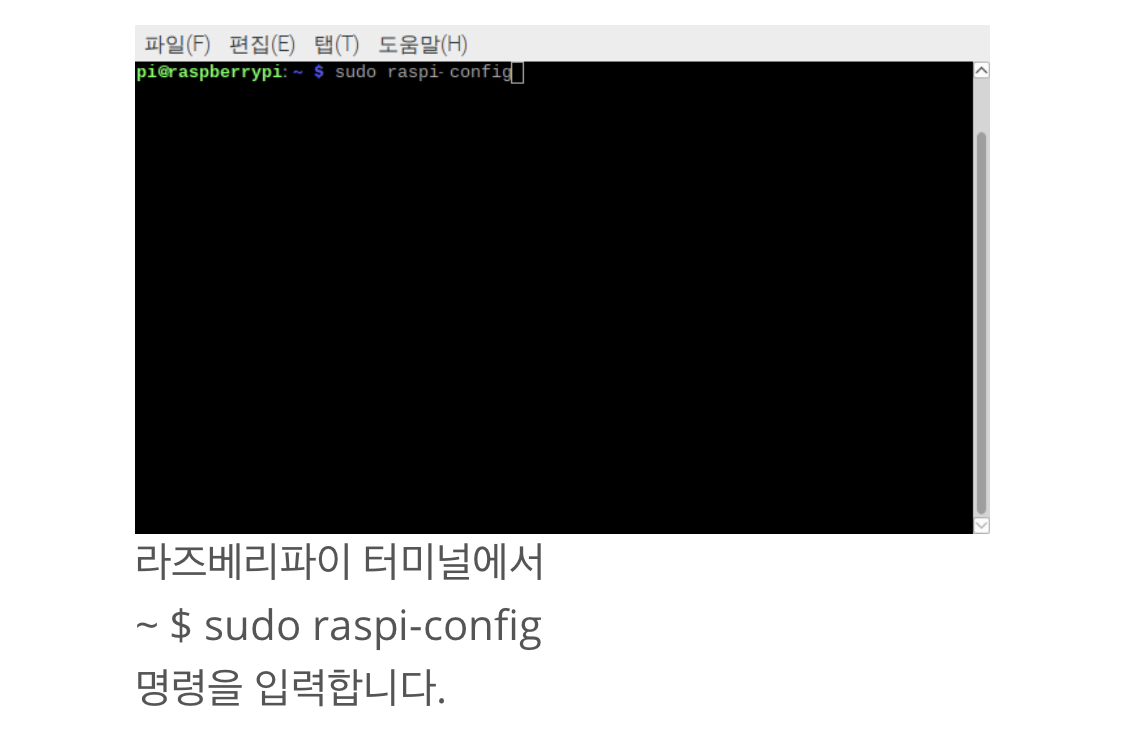 파일(F) 편집(E) 탭(T) 도움말(H)
pi@raspberrypi:~ $ sudo raspi-config
라즈베리파이 터미널에서
~ $ sudo raspi-config
명령을 입력합니다.